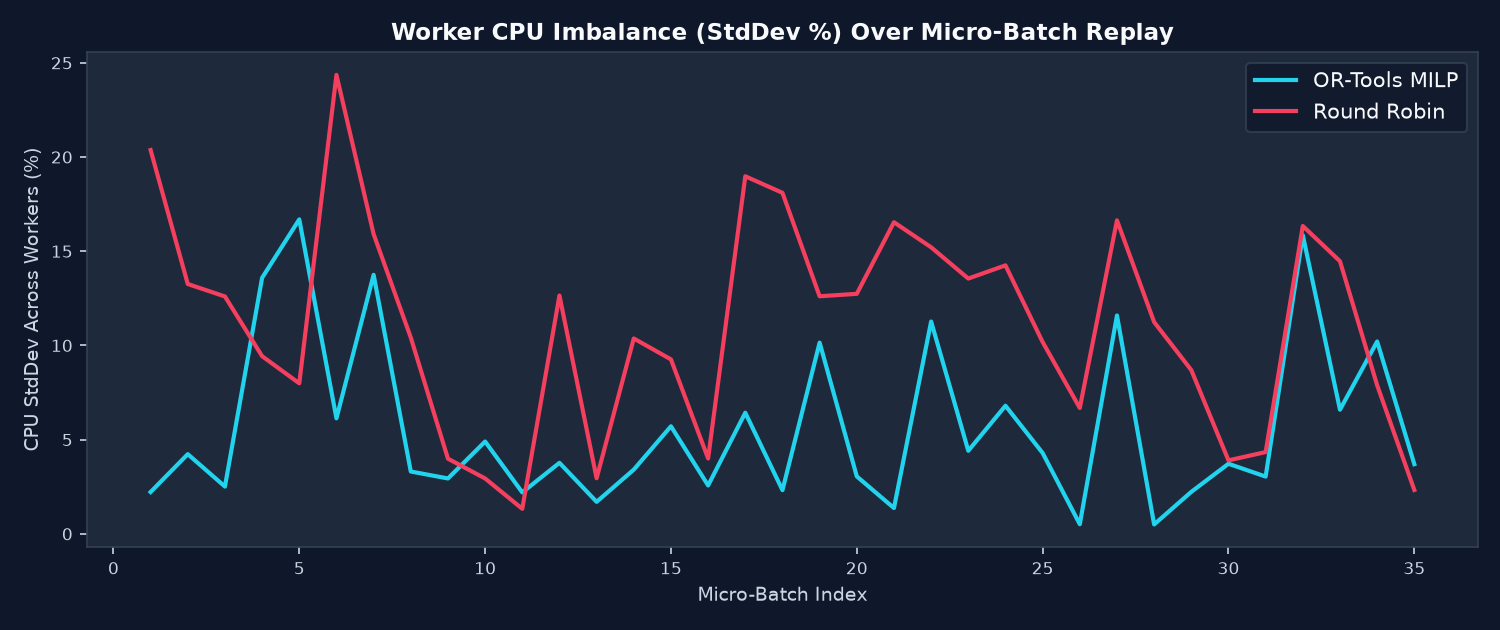 Worker CPU Imbalance (StdDev %) Over Micro-Batch Replay
OR-Tools MILP
Round Robin
CPU StdDev Across Workers (%)
25
20
15
10
5
0
0 5 10 15 20 25 30 35
Micro-Batch Index